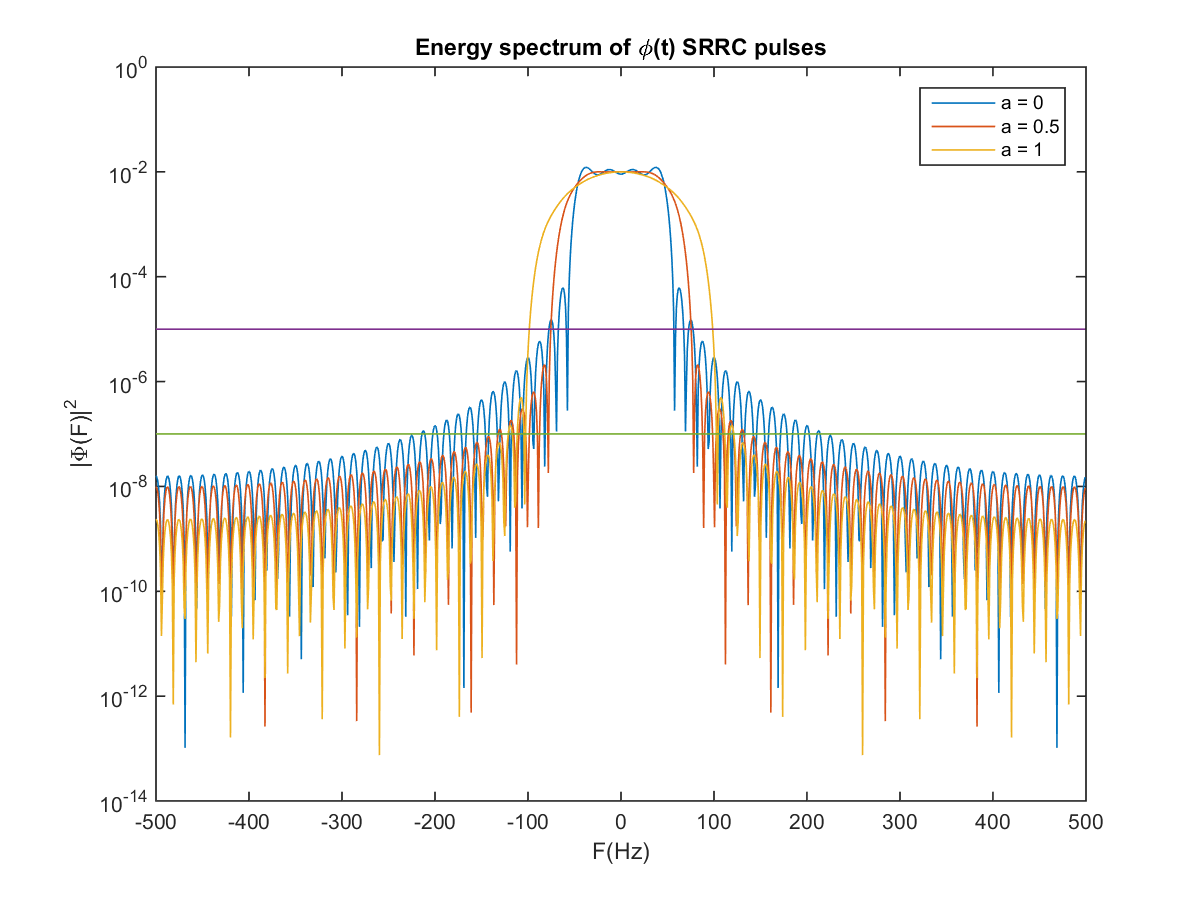 Energy spectrum of ϕ(t) SRRC pulses
a = 0
a = 0.5
a = 1
10^0
10^-2
10^-4
10^-6
10^-8
10^-10
10^-12
10^-14
|Φ(F)|^2
-500 -400 -300 -200 -100 0 100 200 300 400 500
F(Hz)